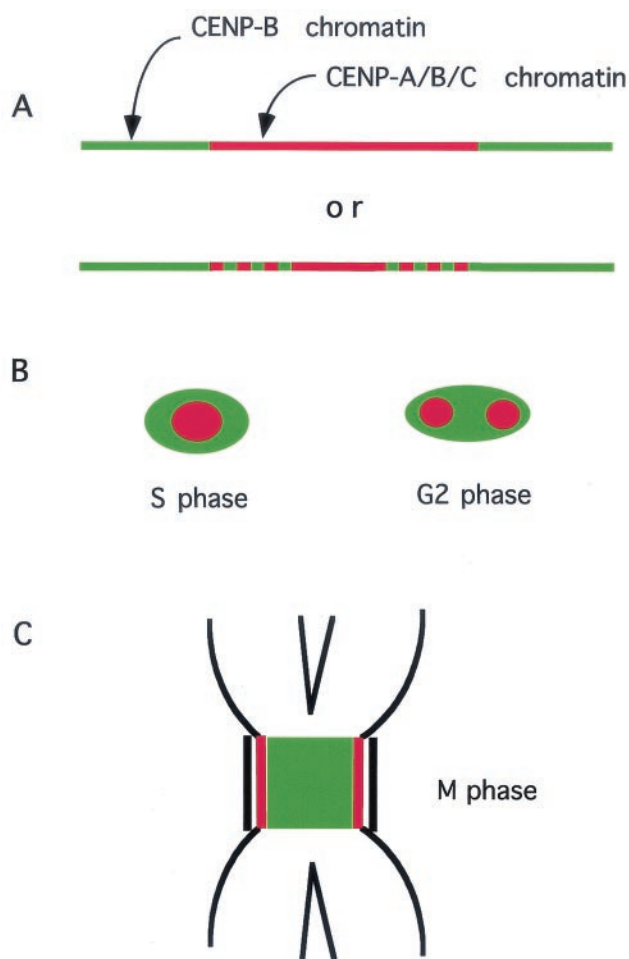 CENP-B chromatin
CENP-A/B/C chromatin
A
or
B
S phase
G2 phase
C
M phase